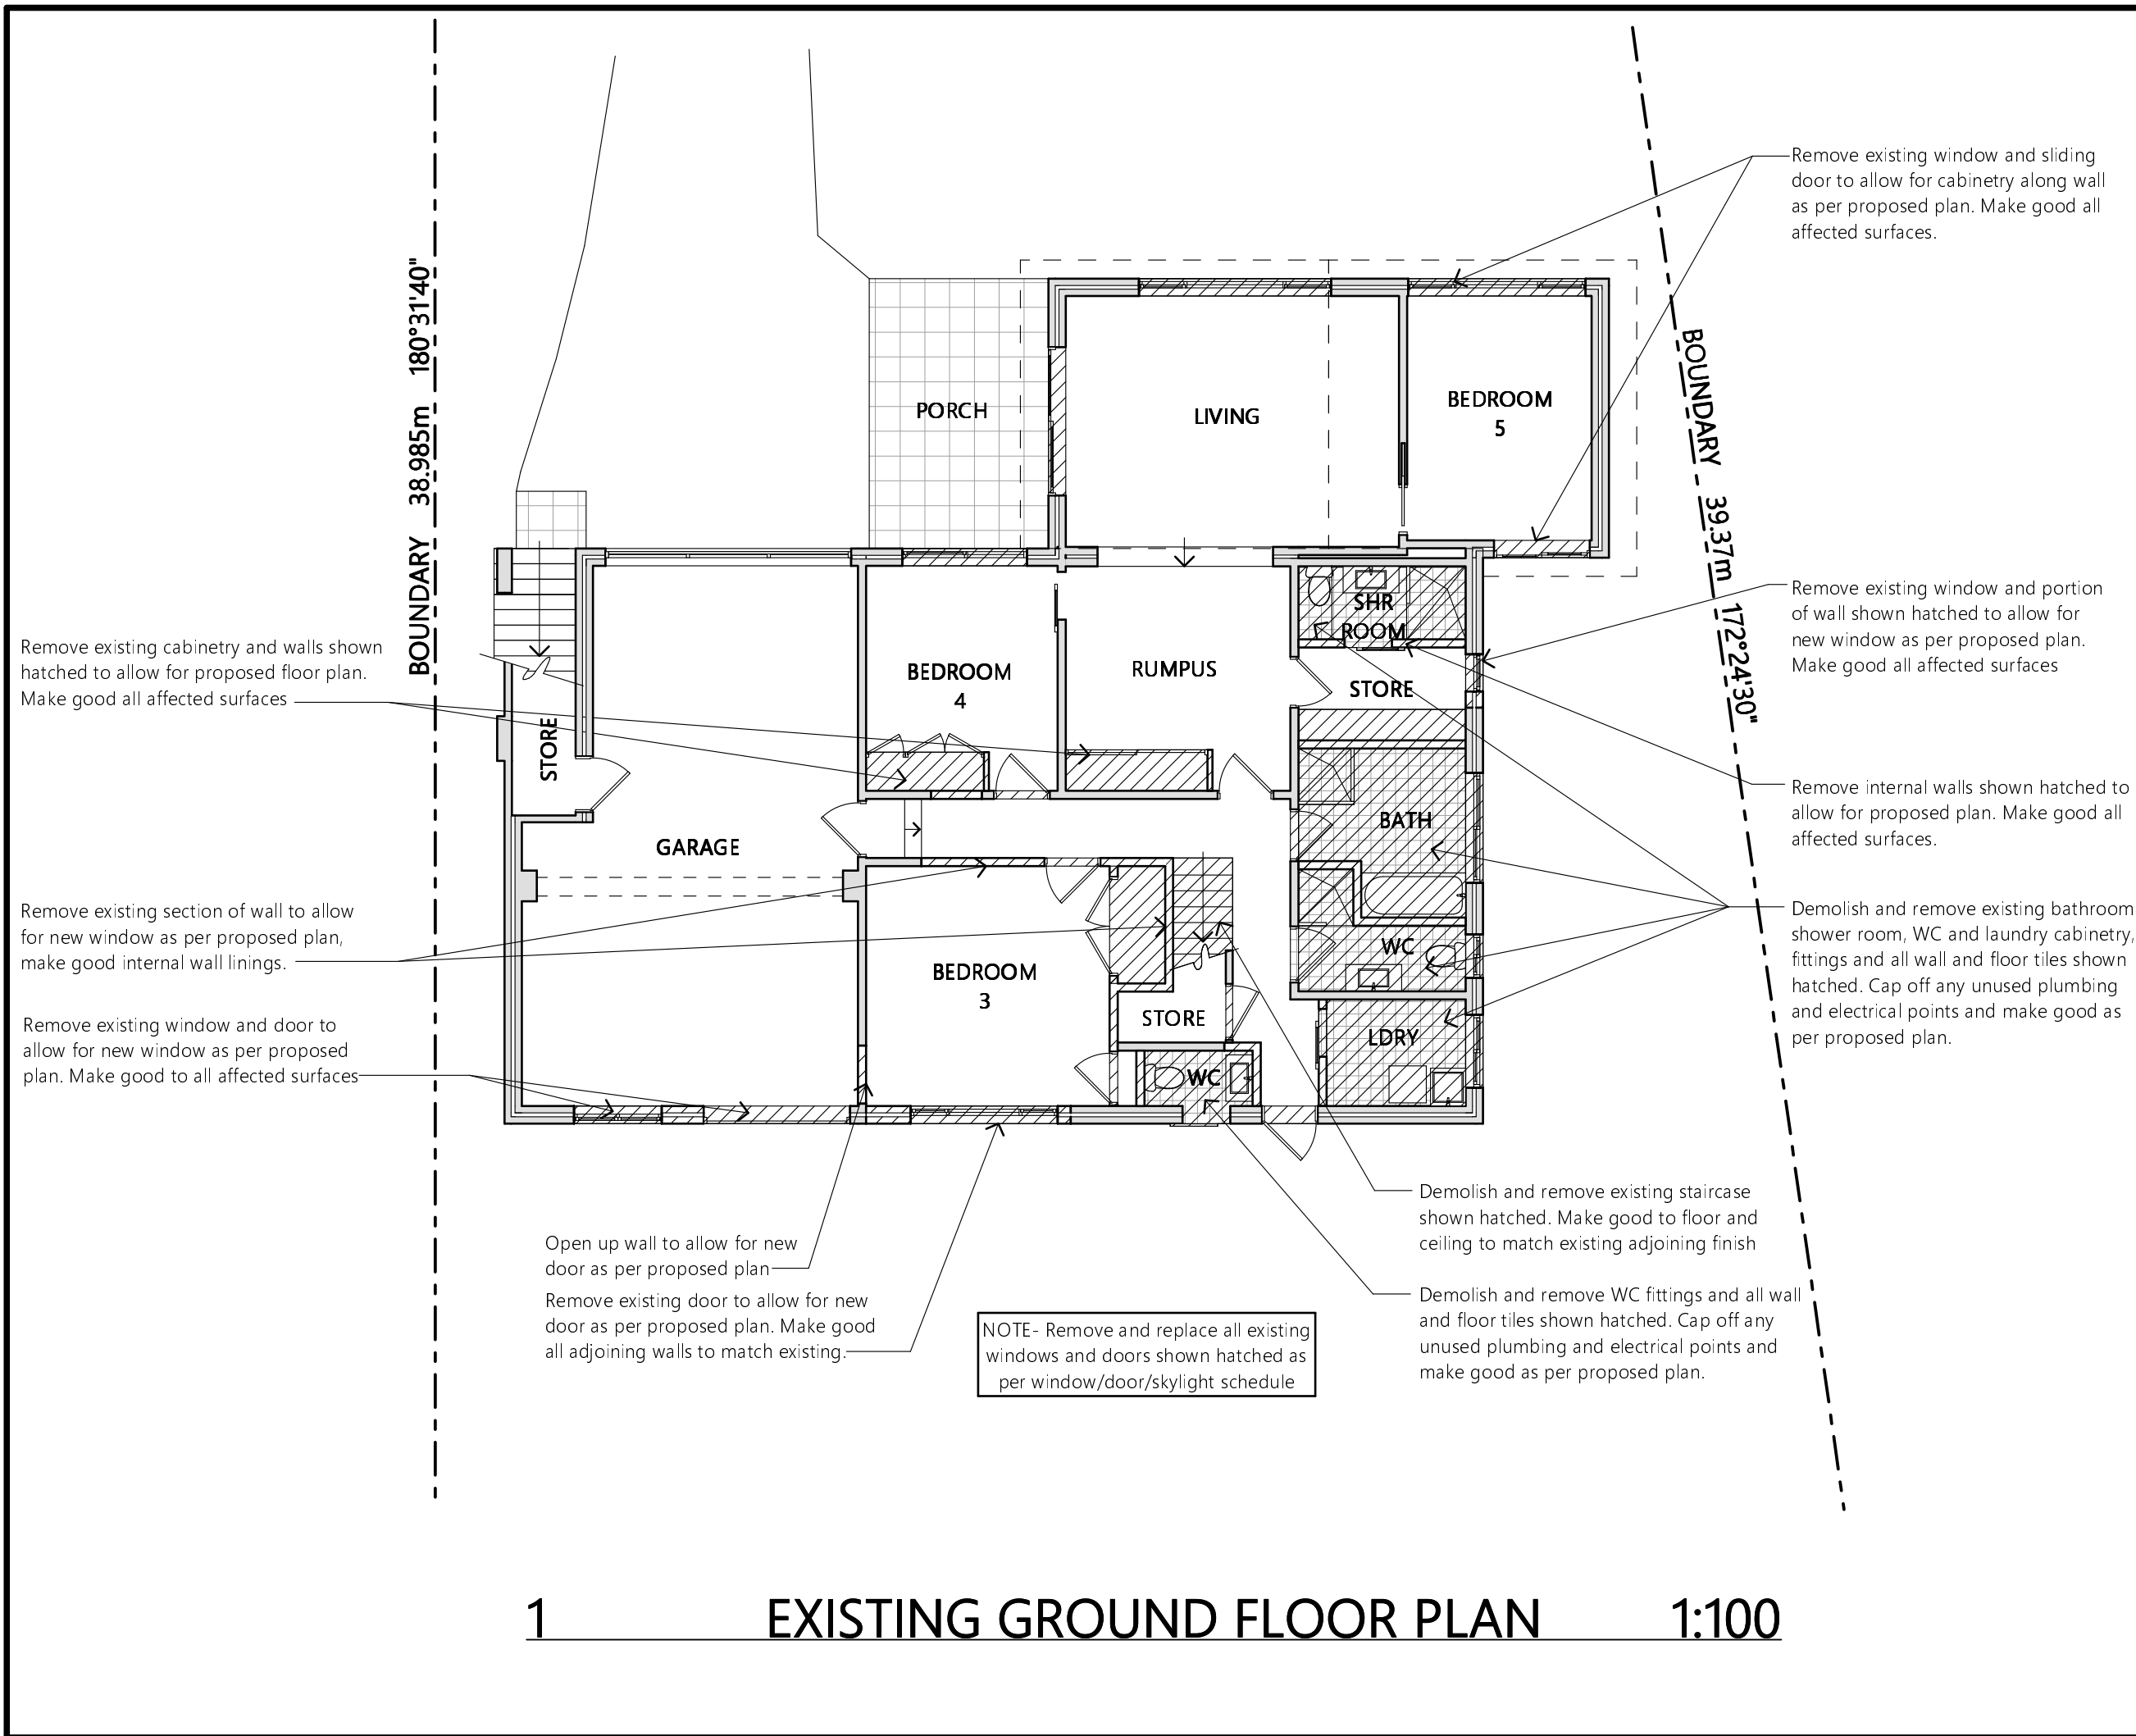 BOUNDARY 38.985m 180°31'40"
BOUNDARY 39.37m 172°24'30"
Remove existing window and sliding
door to allow for cabinetry along wall
as per proposed plan. Make good all
affected surfaces.
PORCH
LIVING
BEDROOM
5
Remove existing window and portion
of wall shown hatched to allow for
new window as per proposed plan.
Make good all affected surfaces
Remove existing cabinetry and walls shown
hatched to allow for proposed floor plan.
Make good all affected surfaces
SHR
ROOM
STORE
BEDROOM
4
RUMPUS
STORE
Remove internal walls shown hatched to
allow for proposed plan. Make good all
affected surfaces.
GARAGE
BATH
Remove existing section of wall to allow
for new window as per proposed plan,
make good internal wall linings.
Demolish and remove existing bathroom
shower room, WC and laundry cabinetry,
fittings and all wall and floor tiles shown
hatched. Cap off any unused plumbing
and electrical points and make good as
per proposed plan.
WC
BEDROOM
3
STORE
LDRY
Remove existing window and door to
allow for new window as per proposed
plan. Make good to all affected surfaces
WC
Demolish and remove existing staircase
shown hatched. Make good to floor and
ceiling to match existing adjoining finish
Open up wall to allow for new
door as per proposed plan
Remove existing door to allow for new
door as per proposed plan. Make good
all adjoining walls to match existing.
NOTE- Remove and replace all existing
windows and doors shown hatched as
per window/door/skylight schedule
Demolish and remove WC fittings and all wall
and floor tiles shown hatched. Cap off any
unused plumbing and electrical points and
make good as per proposed plan.
1 EXISTING GROUND FLOOR PLAN 1:100